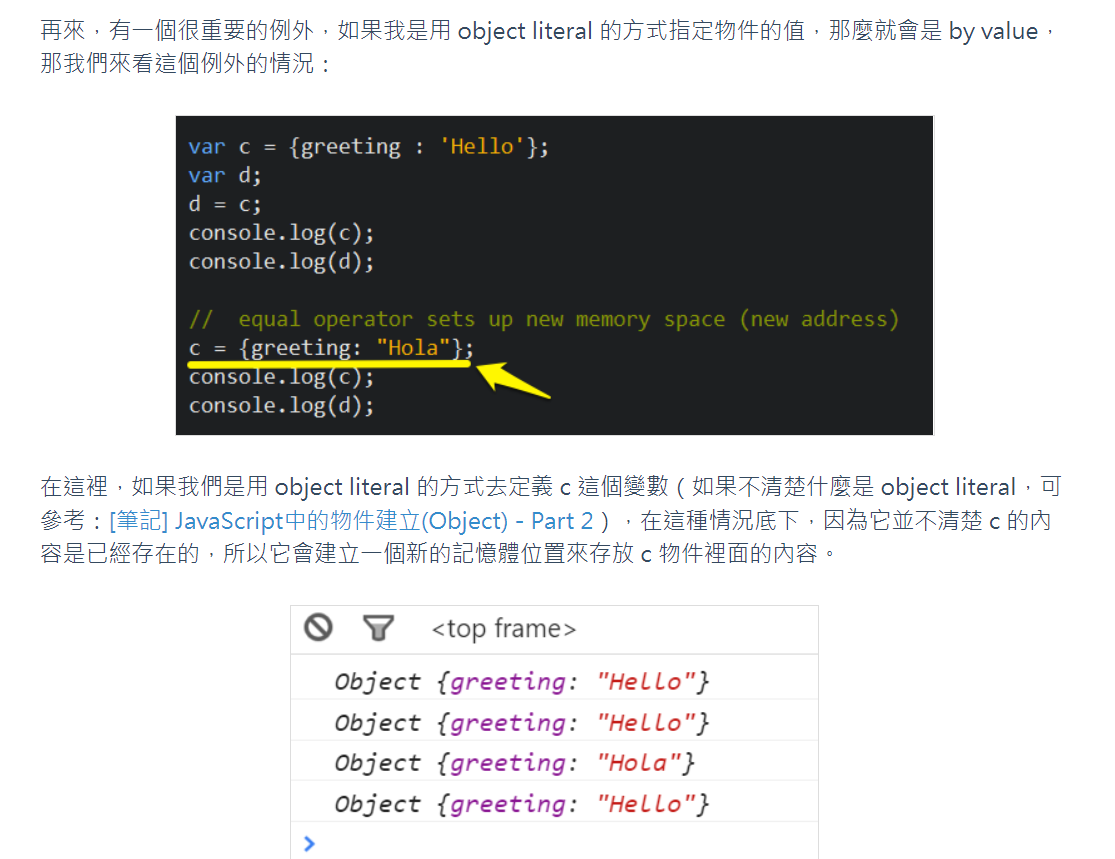 再來，有一個很重要的例外，如果我是用 object literal 的方式指定物件的值，那麼就會是 by value，
那我們來看這個例外的情況：
var c = {greeting : 'Hello'};
var d;
d = c;
console.log(c);
console.log(d);
//  equal operator sets up new memory space (new address)
c = {greeting: "Hola"};
console.log(c);
console.log(d);
在這裡，如果我們是用 object literal 的方式去定義 c 這個變數（如果不清楚什麼是 object literal，可
參考：[筆記] JavaScript中的物件建立(Object) - Part 2），在這種情況底下，因為它並不清楚 c 的內
容是已經存在的，所以它會建立一個新的記憶體位置來存放 c 物件裡面的內容。
<top frame>
Object {greeting: "Hello"}
Object {greeting: "Hello"}
Object {greeting: "Hola"}
Object {greeting: "Hello"}